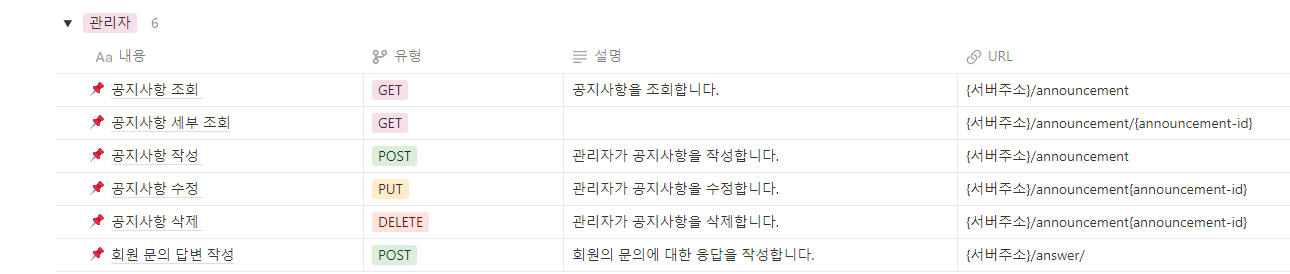 관리자 6
Aa 내용 유형 설명 URL
공지사항 조회 GET 공지사항을 조회합니다. {서버주소}/announcement
공지사항 세부 조회 GET {서버주소}/announcement/{announcement-id}
공지사항 작성 POST 관리자가 공지사항을 작성합니다. {서버주소}/announcement
공지사항 수정 PUT 관리자가 공지사항을 수정합니다. {서버주소}/announcement{announcement-id}
공지사항 삭제 DELETE 관리자가 공지사항을 삭제합니다. {서버주소}/announcement{announcement-id}
회원 문의 답변 작성 POST 회원의 문의에 대한 응답을 작성합니다. {서버주소}/answer/